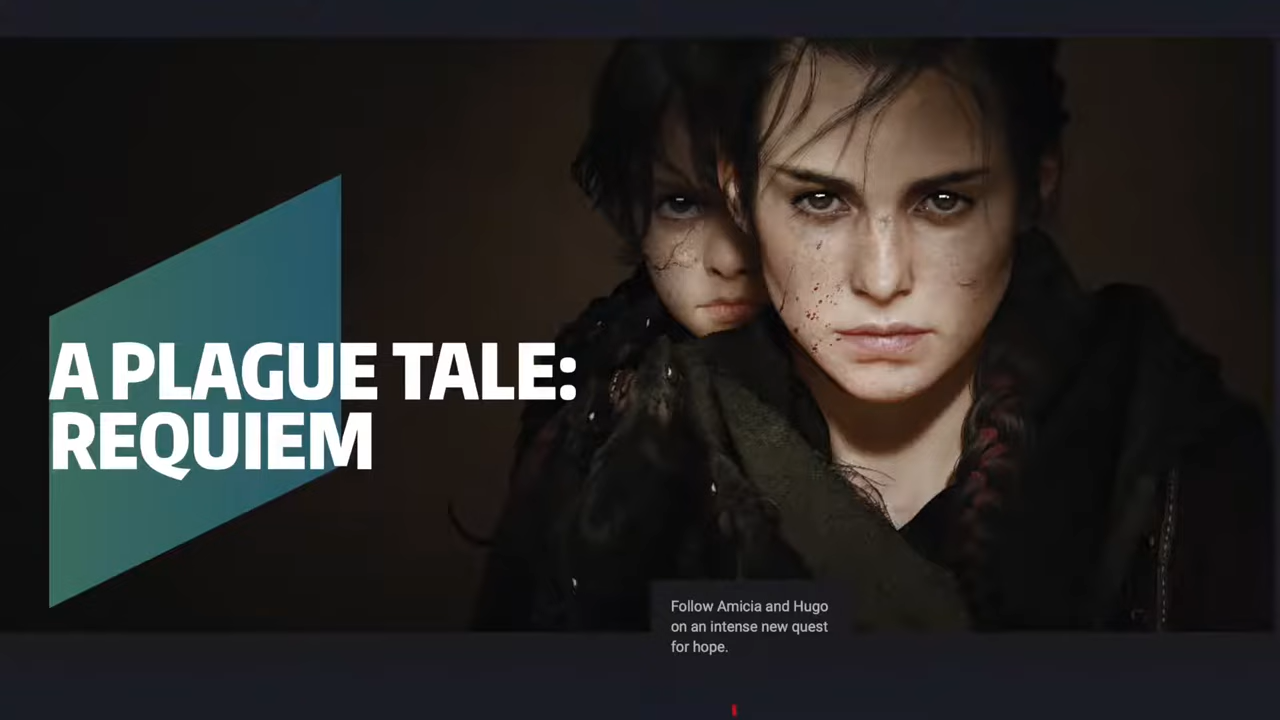 A PLAGUE TALE:
REQUIEM
Follow Amicia and Hugo
on an intense new quest
for hope.